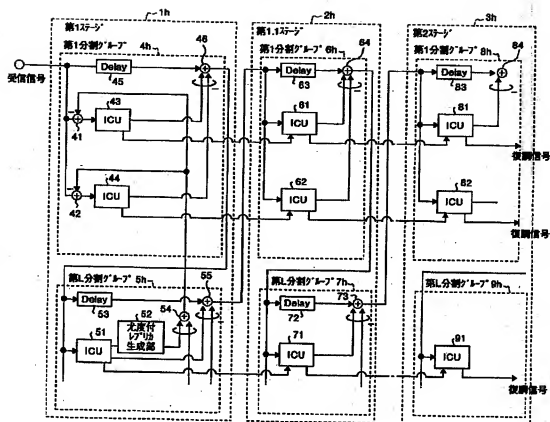 1h
2h
3h
第1ステージ
第1.1ステージ
第2ステージ
第1分割グループ 4h
46
第1分割グループ 6h
64
第1分割グループ 8h
84
受信信号
Delay
45
Delay
63
Delay
83
43
ICU
41
61
ICU
81
ICU
復調信号
44
ICU
42
ICU
62
ICU
82
復調信号
第L分割グループ 5h
55
第L分割グループ 7h
第L分割グループ 9h
Delay
53
52
54
尤度付
レプリカ
生成部
51
ICU
Delay
72
73
ICU
71
ICU
91
復調信号